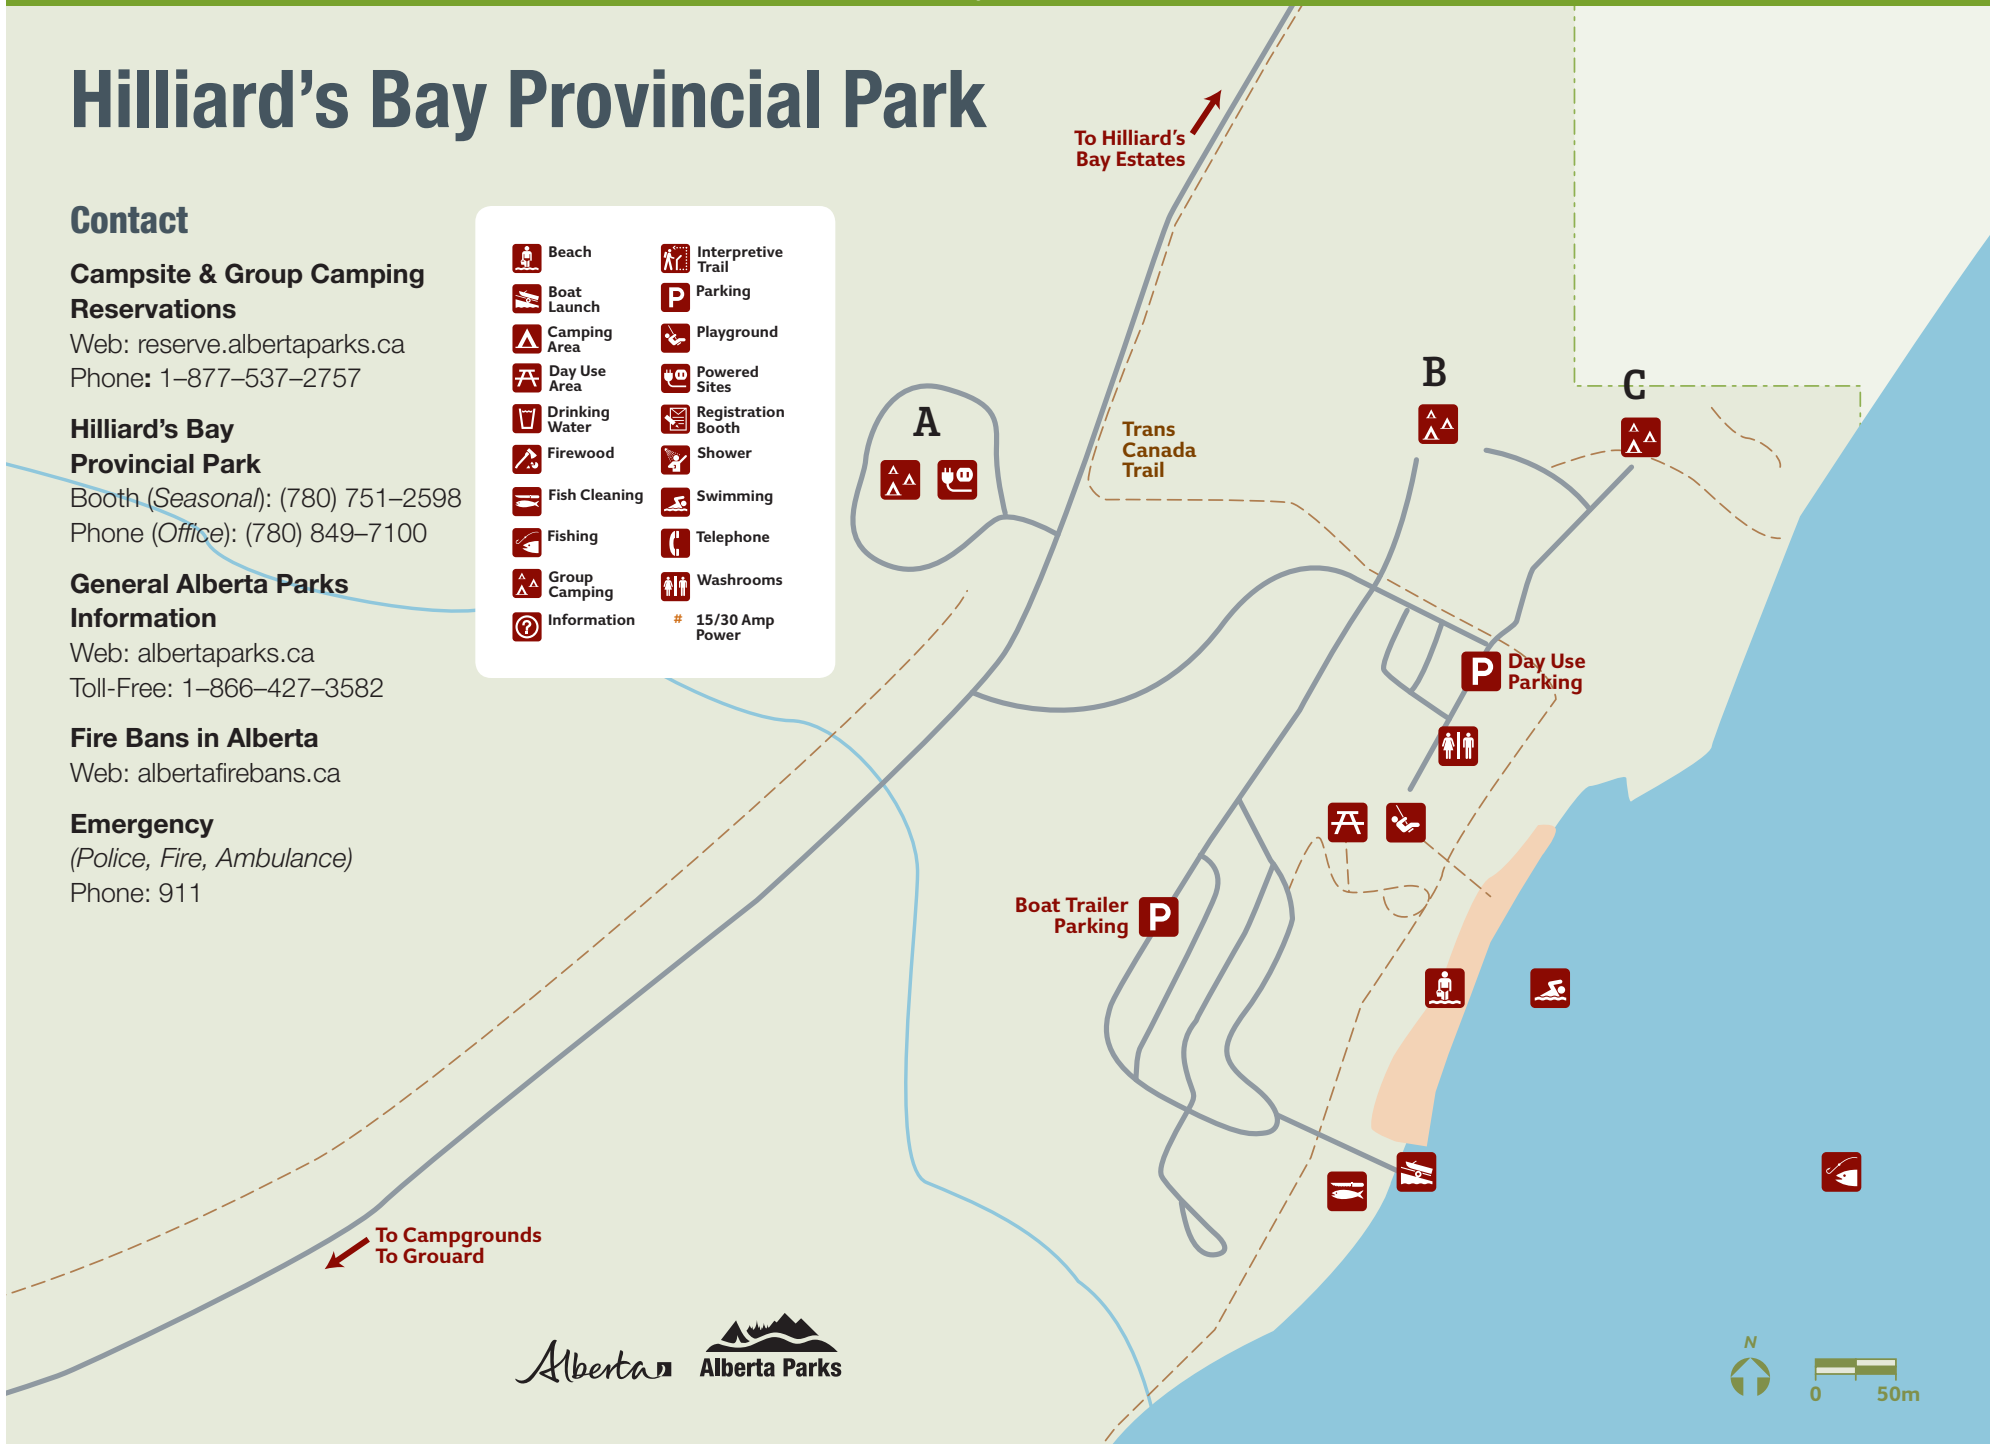 Hilliard's Bay Provincial Park
Contact
Campsite & Group Camping
Reservations
Web: reserve.albertaparks.ca
Phone: 1–877–537–2757
Hilliard's Bay
Provincial Park
Booth (Seasonal): (780) 751–2598
Phone (Office): (780) 849–7100
General Alberta Parks
Information
Web: albertaparks.ca
Toll-Free: 1–866–427–3582
Fire Bans in Alberta
Web: albertafirebans.ca
Emergency
(Police, Fire, Ambulance)
Phone: 911
Beach
Boat
Launch
Camping
Area
Day Use
Area
Drinking
Water
Firewood
Fish Cleaning
Fishing
Group
Camping
Information
Interpretive
Trail
P
Parking
Playground
Powered
Sites
Registration
Booth
Shower
Swimming
Telephone
Washrooms
# 15/30 Amp
Power
To Hilliard's
Bay Estates
A
B
C
Trans
Canada
Trail
P
Day Use
Parking
Boat Trailer
Parking
P
To Campgrounds
To Grouard
Alberta
Alberta Parks
N
0 50m